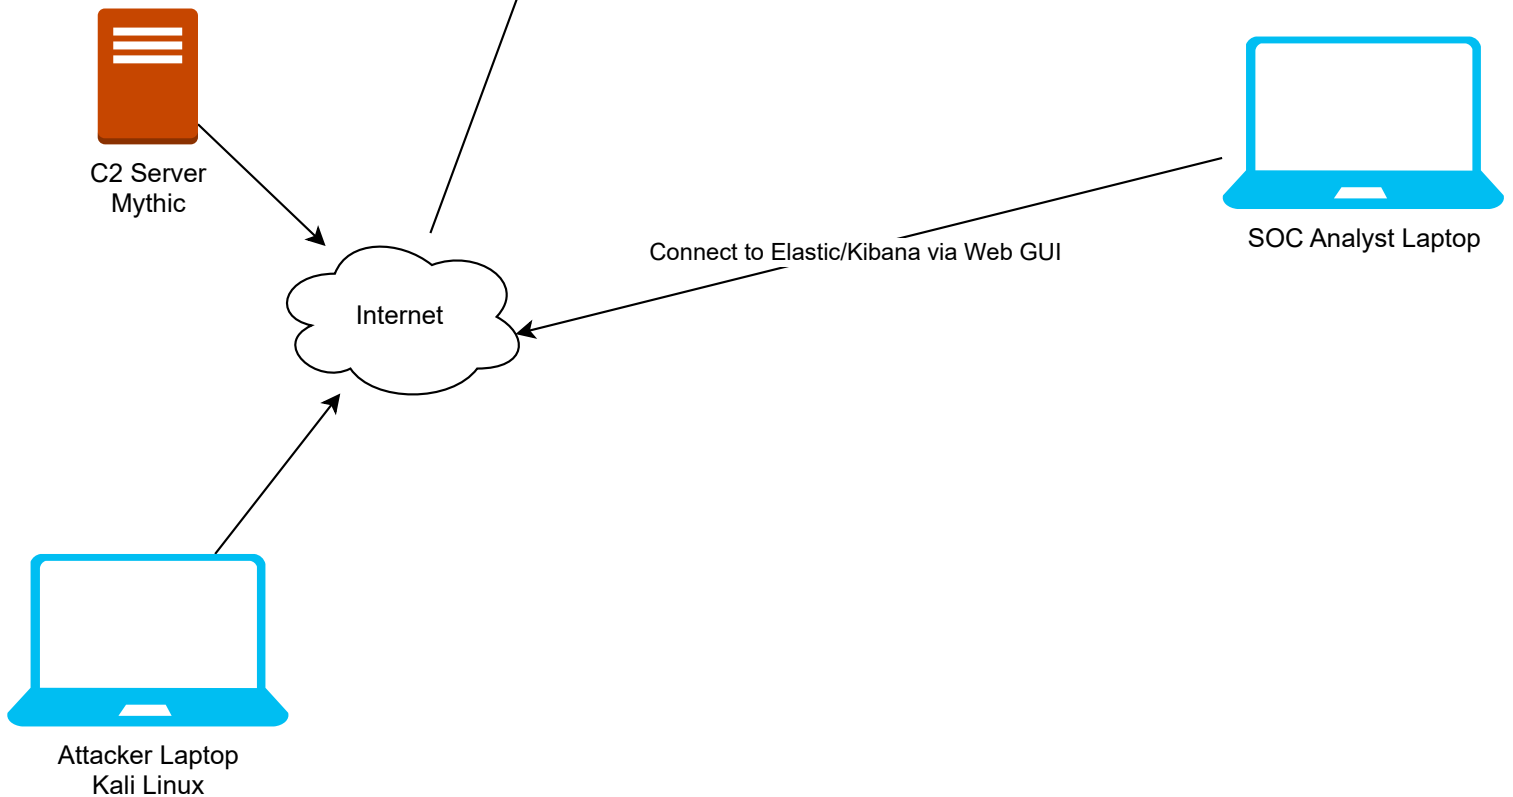 C2 Server
Mythic
SOC Analyst Laptop
Connect to Elastic/Kibana via Web GUI
Internet
Attacker Laptop
Kali Linux